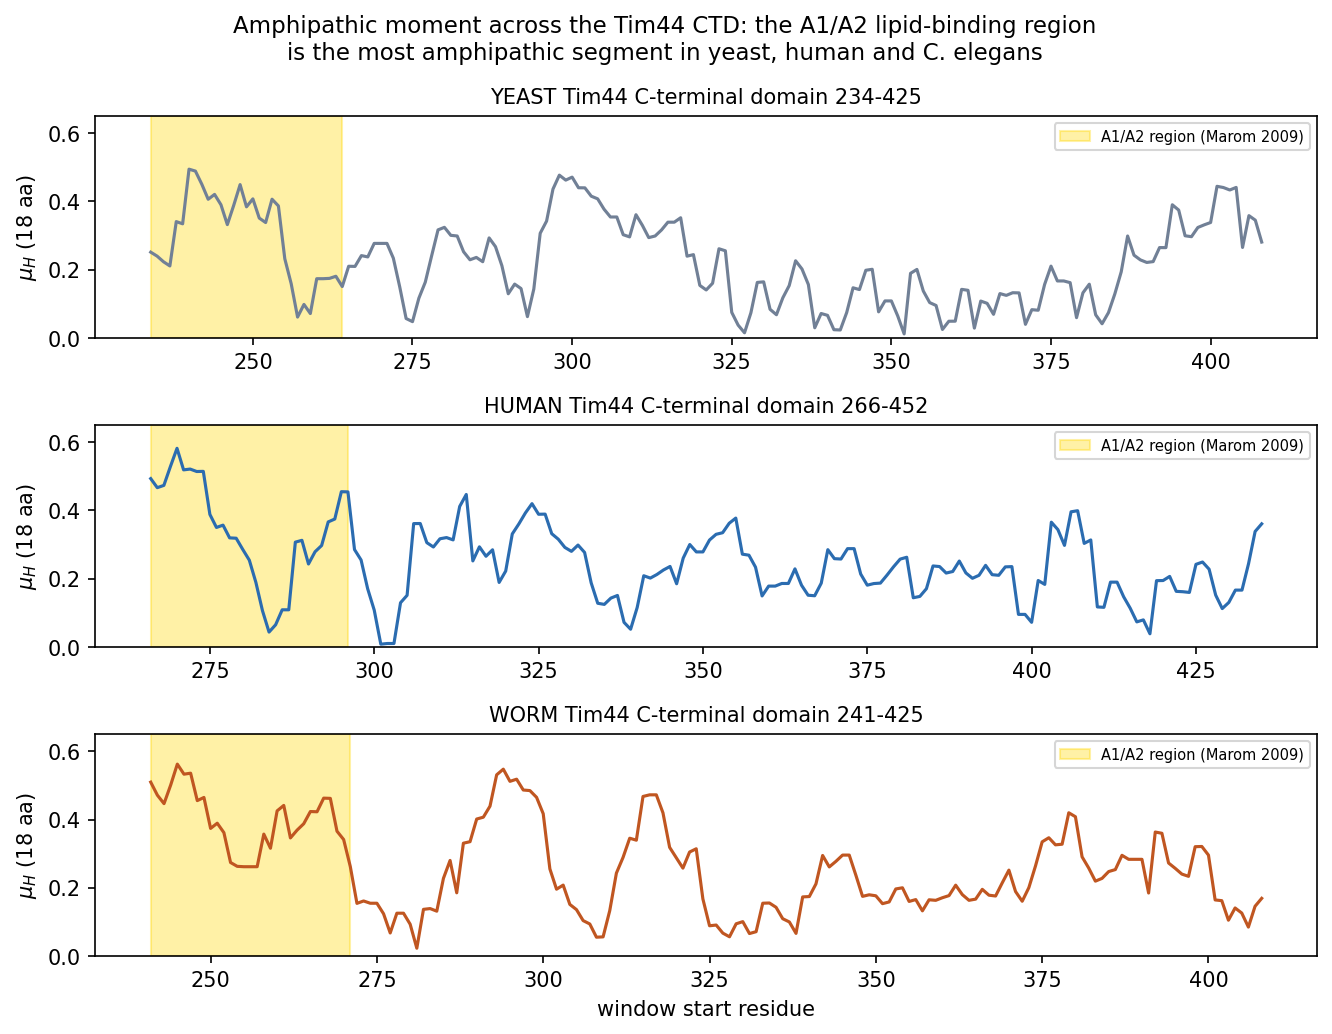 Amphipathic moment across the Tim44 CTD: the A1/A2 lipid-binding region
is the most amphipathic segment in yeast, human and C. elegans
YEAST Tim44 C-terminal domain 234-425
A1/A2 region (Marom 2009)
μH (18 aa)
0.6
0.4
0.2
0.0
250 275 300 325 350 375 400
HUMAN Tim44 C-terminal domain 266-452
A1/A2 region (Marom 2009)
μH (18 aa)
0.6
0.4
0.2
0.0
275 300 325 350 375 400 425
WORM Tim44 C-terminal domain 241-425
A1/A2 region (Marom 2009)
μH (18 aa)
0.6
0.4
0.2
0.0
250 275 300 325 350 375 400
window start residue